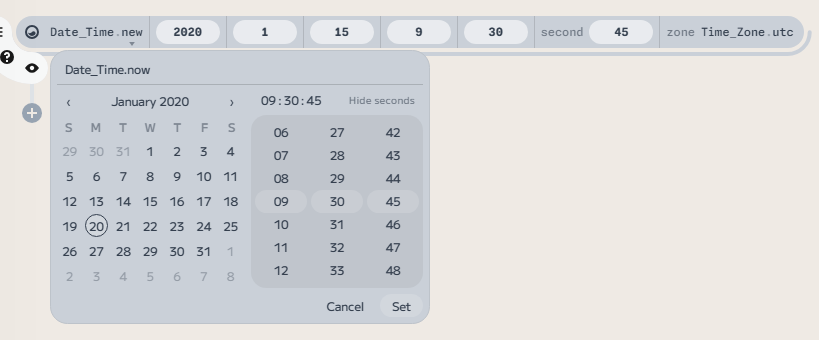 Date_Time.new 2020 1 15 9 30 second 45 zone Time_Zone.utc
Date_Time.now
‹ January 2020 › 09:30:45 Hide seconds
S M T W T F S
29 30 31 1 2 3 4
5 6 7 8 9 10 11
12 13 14 15 16 17 18
19 20 21 22 23 24 25
26 27 28 29 30 31 1
2 3 4 5 6 7 8
06 27 42
07 28 43
08 29 44
09 30 45
10 31 46
11 32 47
12 33 48
Cancel Set